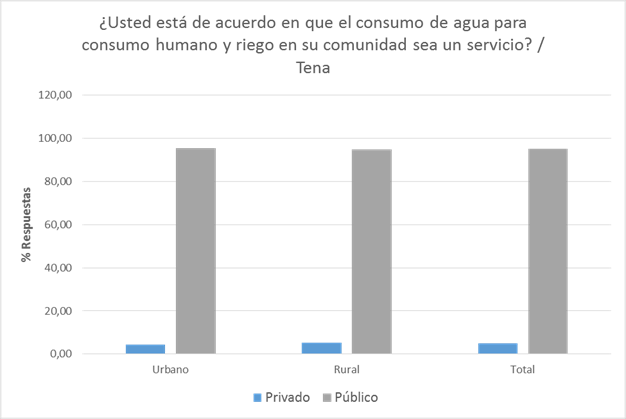 ¿Usted está de acuerdo en que el consumo de agua para
consumo humano y riego en su comunidad sea un servicio? /
Tena
120,00
100,00
80,00
60,00
40,00
20,00
0,00
% Respuestas
Urbano Rural Total
Privado Público